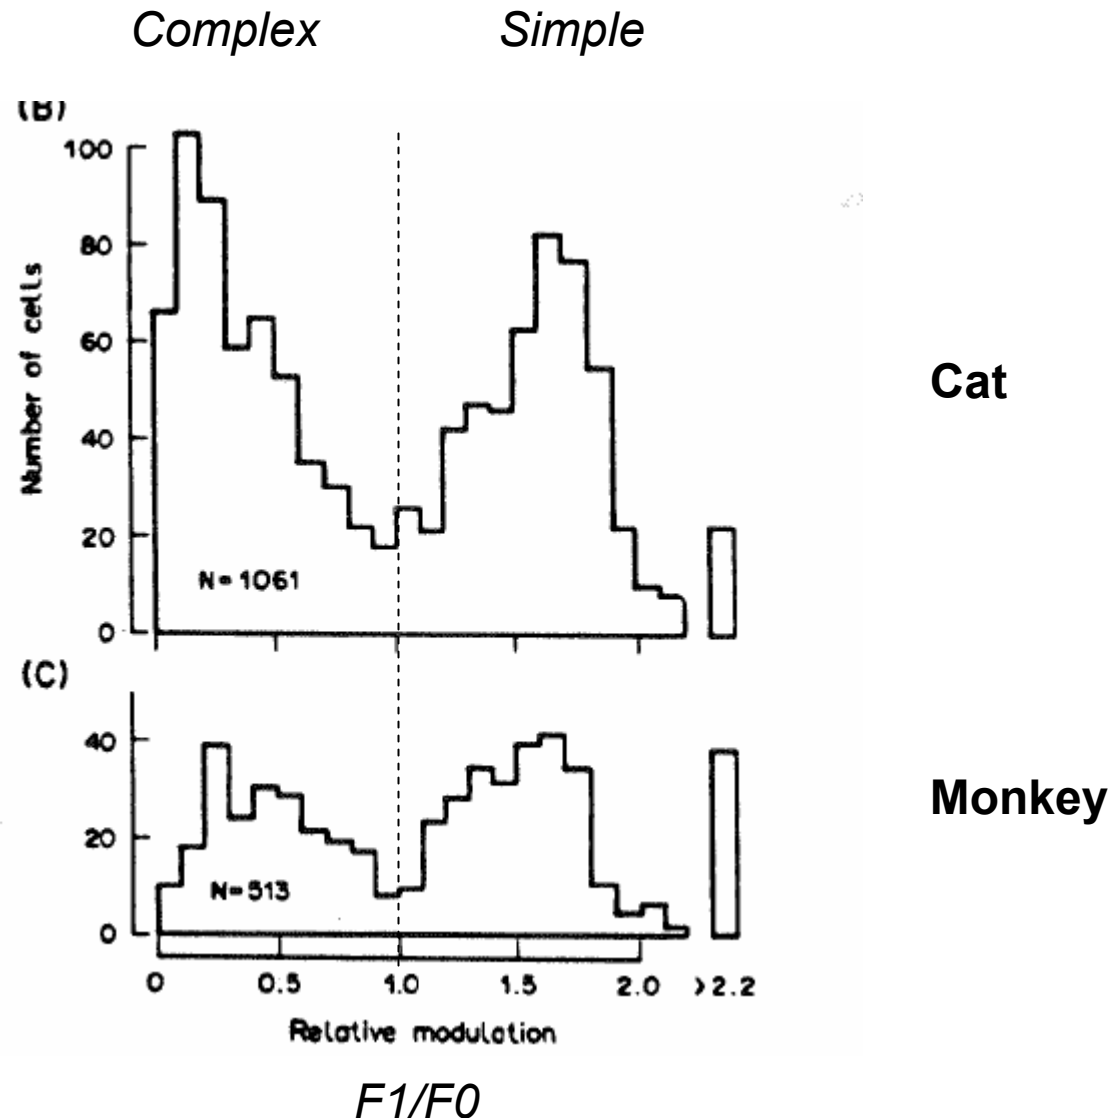 Complex Simple
(B)
100
80
60
40
20
0
Number of cells
N=1061
Cat
(C)
40
20
0
N=513
Monkey
0 0.5 1.0 1.5 2.0 >2.2
Relative modulation
F1/F0